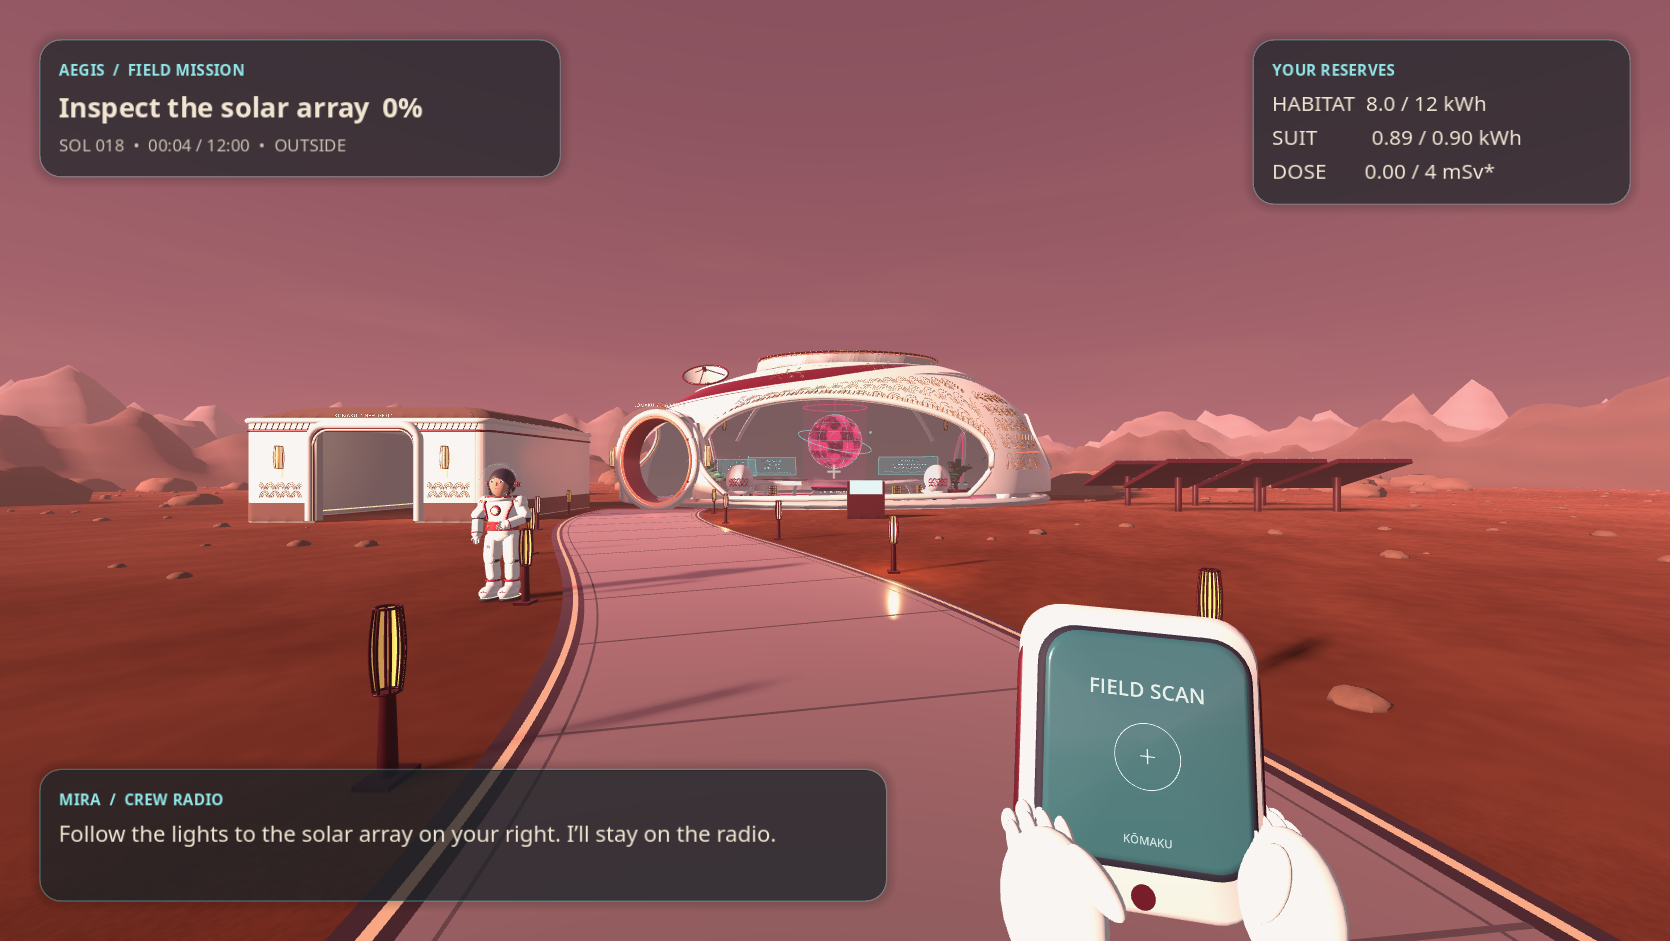 AEGIS / FIELD MISSION
Inspect the solar array 0%
SOL 018 • 00:04 / 12:00 • OUTSIDE
YOUR RESERVES
HABITAT 8.0 / 12 kWh
SUIT 0.89 / 0.90 kWh
DOSE 0.00 / 4 mSv*
FIELD SCAN
KŌMAKU
MIRA / CREW RADIO
Follow the lights to the solar array on your right. I’ll stay on the radio.